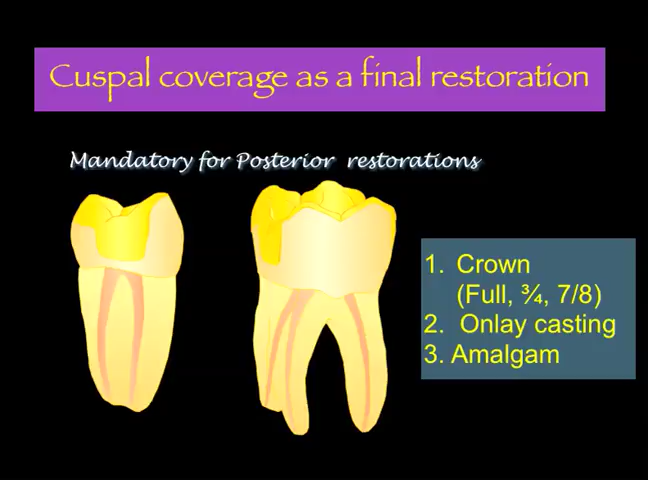 Cuspal coverage as a final restoration
Mandatory for Posterior restorations
1. Crown
(Full, ¾, 7/8)
2. Onlay casting
3. Amalgam